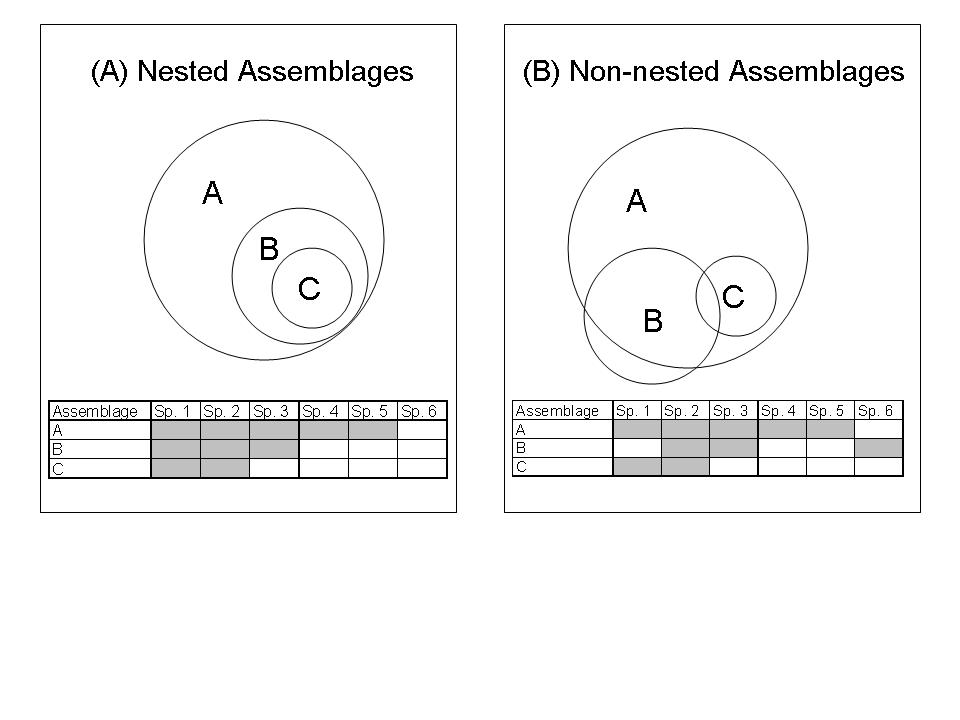 (A) Nested Assemblages
A
B
C
Assemblage Sp. 1 Sp. 2 Sp. 3 Sp. 4 Sp. 5 Sp. 6
A
B
C
(B) Non-nested Assemblages
A
C
B
Assemblage Sp. 1 Sp. 2 Sp. 3 Sp. 4 Sp. 5 Sp. 6
A
B
C